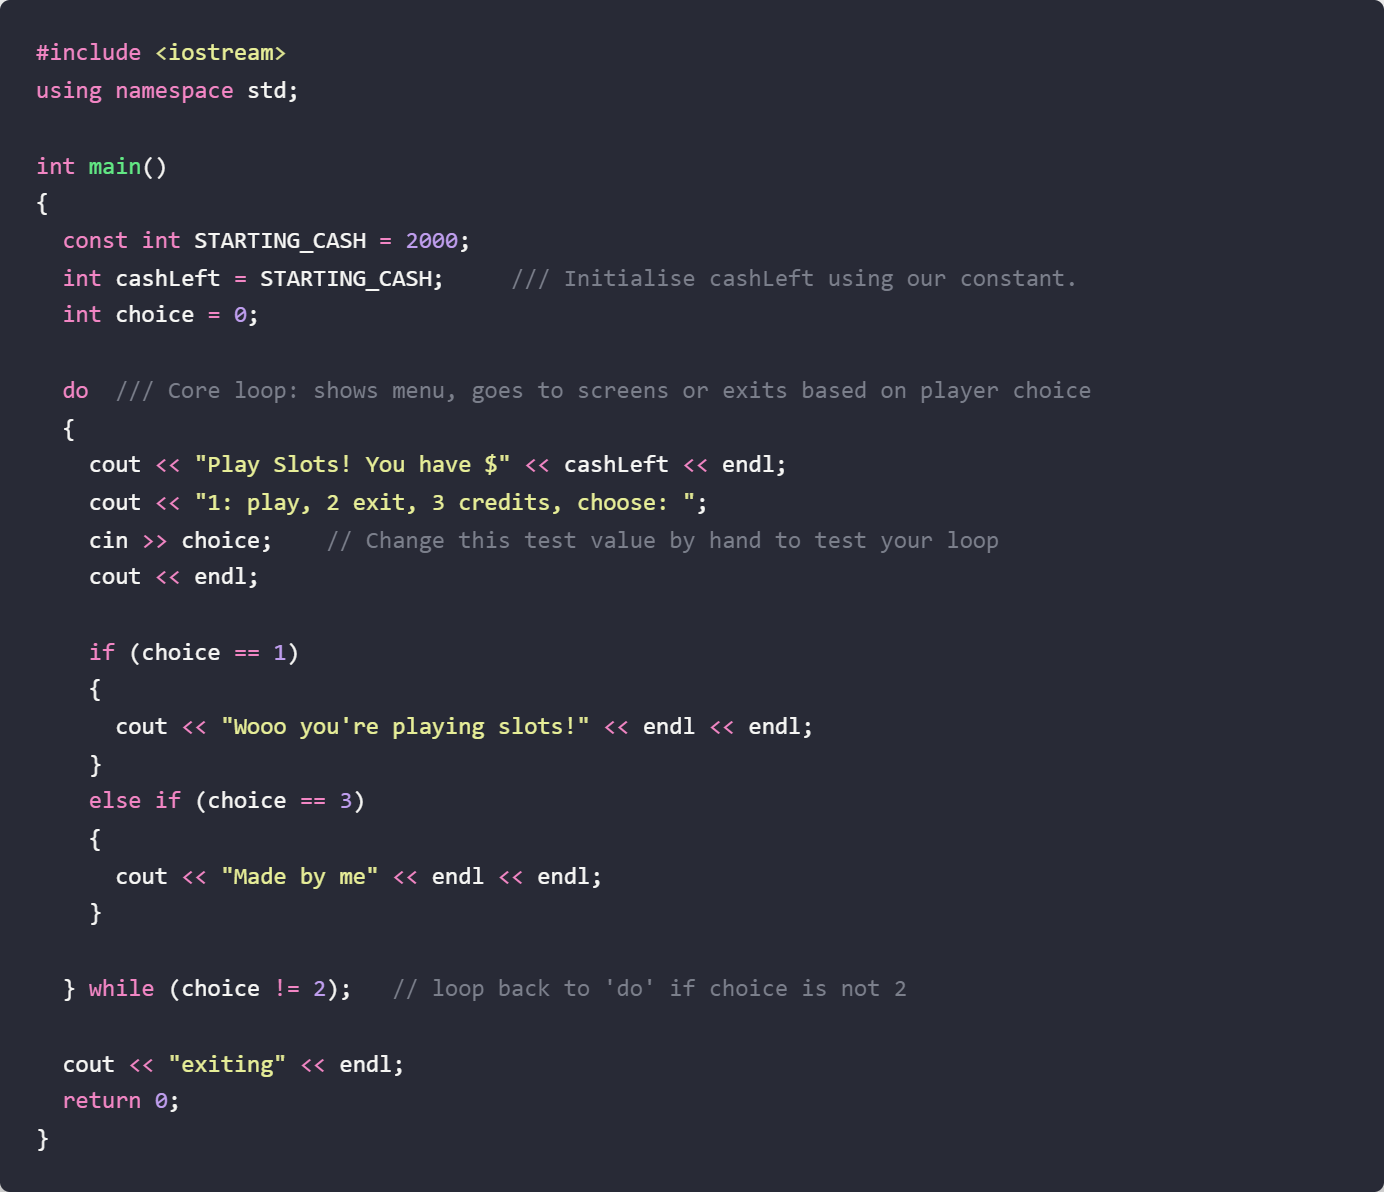 #include <iostream>
using namespace std;

int main()
{
  const int STARTING_CASH = 2000;
  int cashLeft = STARTING_CASH;     /// Initialise cashLeft using our constant.
  int choice = 0;

  do  /// Core loop: shows menu, goes to screens or exits based on player choice
  {
    cout << "Play Slots! You have $" << cashLeft << endl;
    cout << "1: play, 2 exit, 3 credits, choose: ";
    cin >> choice;    // Change this test value by hand to test your loop
    cout << endl;

    if (choice == 1)
    {
      cout << "Wooo you're playing slots!" << endl << endl;
    }
    else if (choice == 3)
    {
      cout << "Made by me" << endl << endl;
    }

  } while (choice != 2);   // loop back to 'do' if choice is not 2

  cout << "exiting" << endl;
  return 0;
}